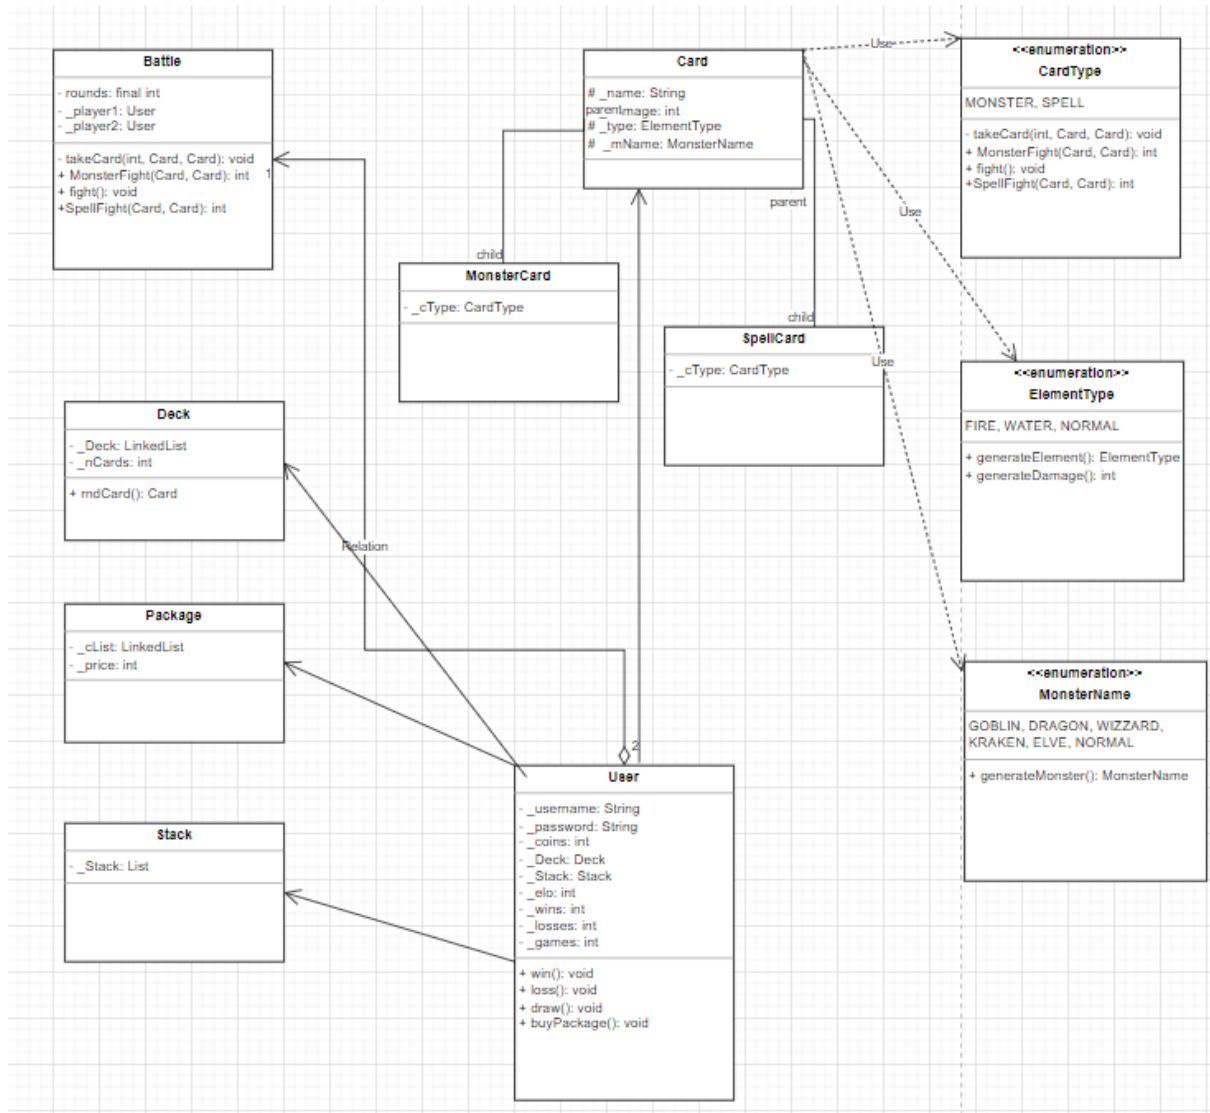 Battle
- rounds: final int
- _player1: User
- _player2: User
- takeCard(int, Card, Card): void
+ MonsterFight(Card, Card): int
+ fight(): void
+SpellFight(Card, Card): int
1
Card
# _name: String
parent
mage: int
# _type: ElementType
# _mName: MonsterName
Use
<<enumeration>>
CardType
MONSTER, SPELL
- takeCard(int, Card, Card): void
+ MonsterFight(Card, Card): int
+ fight(): void
+SpellFight(Card, Card): int
parent
Use
child
MonsterCard
- _cType: CardType
child
SpellCard
- _cType: CardType
Use
<<enumeration>>
ElementType
FIRE, WATER, NORMAL
+ generateElement(): ElementType
+ generateDamage(): int
Deck
- _Deck: LinkedList
- _nCards: int
+ rndCard(): Card
Relation
Package
- _cList: LinkedList
- _price: int
<<enumeration>>
MonsterName
GOBLIN, DRAGON, WIZZARD,
KRAKEN, ELVE, NORMAL
+ generateMonster(): MonsterName
2
User
- _username: String
- _password: String
- _coins: int
- _Deck: Deck
- _Stack: Stack
- _elo: int
- _wins: int
- _losses: int
- _games: int
+ win(): void
+ loss(): void
+ draw(): void
+ buyPackage(): void
Stack
- _Stack: List